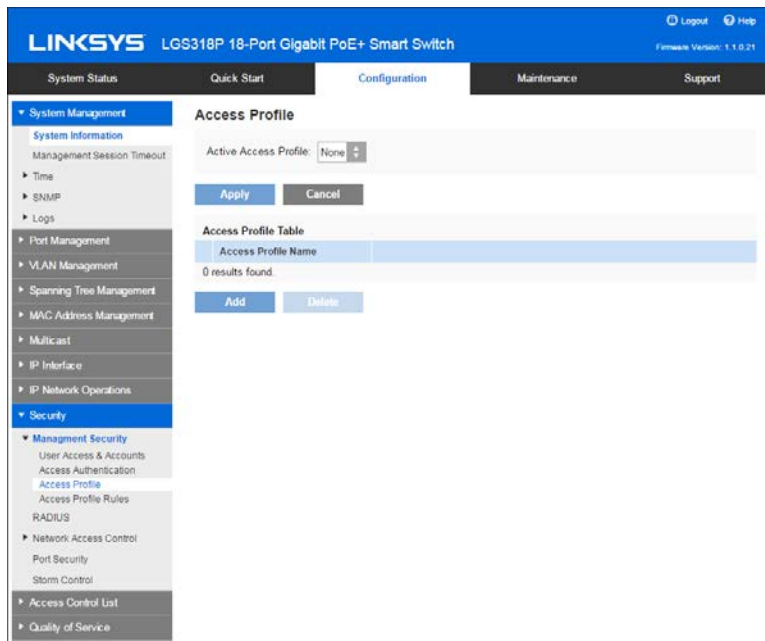 Logout Help
LINKSYS LGS318P 18-Port Gigabit PoE+ Smart Switch
Firmware Version: 1.1.0.21
System Status Quick Start Configuration Maintenance Support
System Management
System Information
Management Session Timeout
Time
SNMP
Logs
Port Management
VLAN Management
Spanning Tree Management
MAC Address Management
Multicast
IP Interface
IP Network Operations
Security
Managment Security
User Access & Accounts
Access Authentication
Access Profile
Access Profile Rules
RADIUS
Network Access Control
Port Security
Storm Control
Access Control List
Quality of Service
Access Profile
Active Access Profile: None
Apply Cancel
Access Profile Table
Access Profile Name
0 results found.
Add Delete